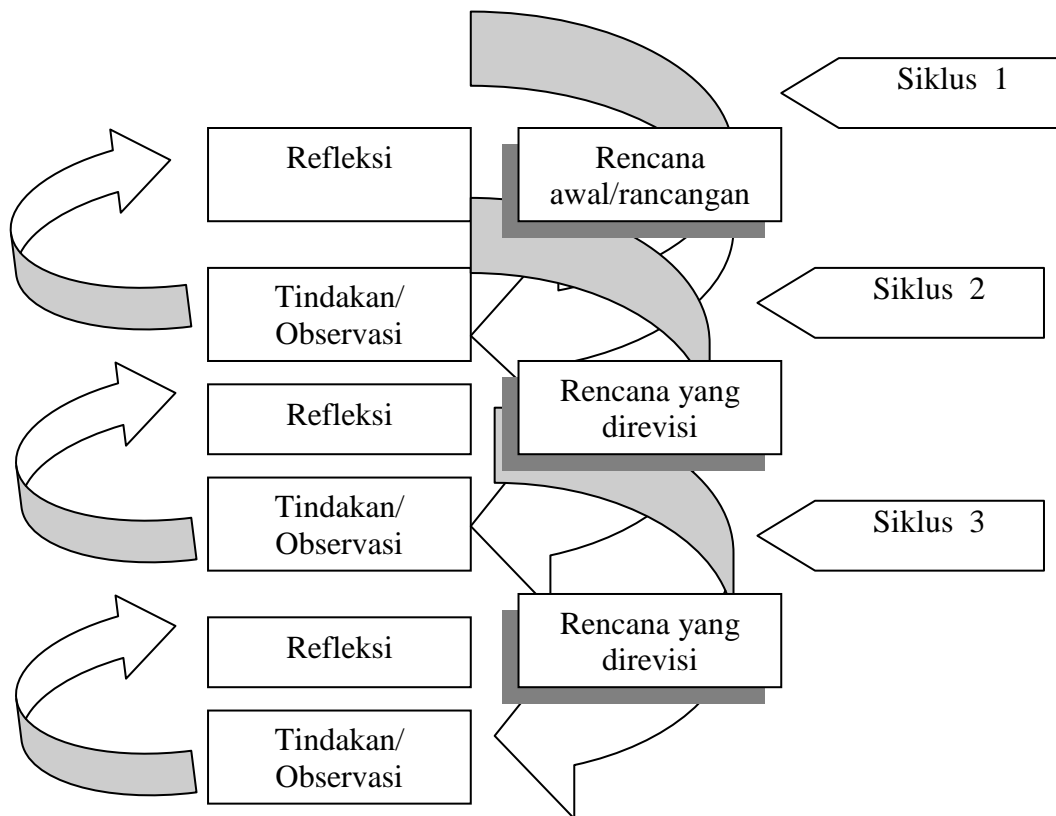 Siklus 1
Refleksi
Rencana
awal/rancangan
Tindakan/
Observasi
Siklus 2
Refleksi
Rencana yang
direvisi
Tindakan/
Observasi
Siklus 3
Refleksi
Rencana yang
direvisi
Tindakan/
Observasi